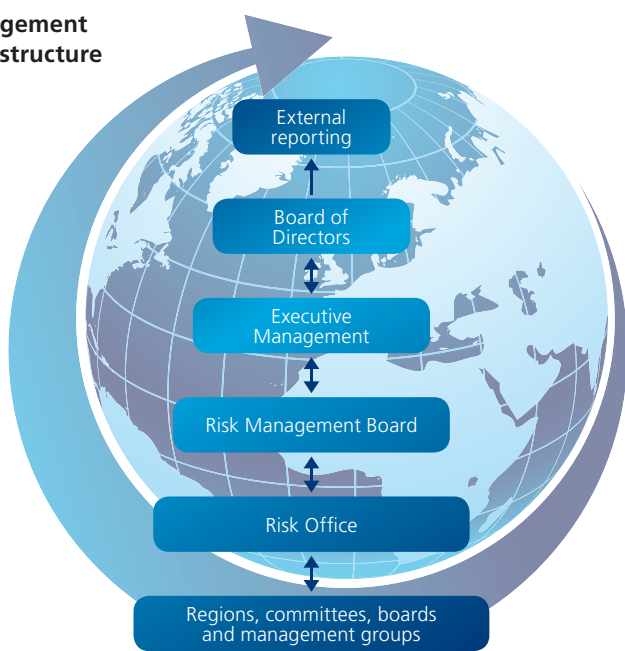 gement
structure
External
reporting
Board of
Directors
Executive
Management
Risk Management Board
Risk Office
Regions, committees, boards
and management groups